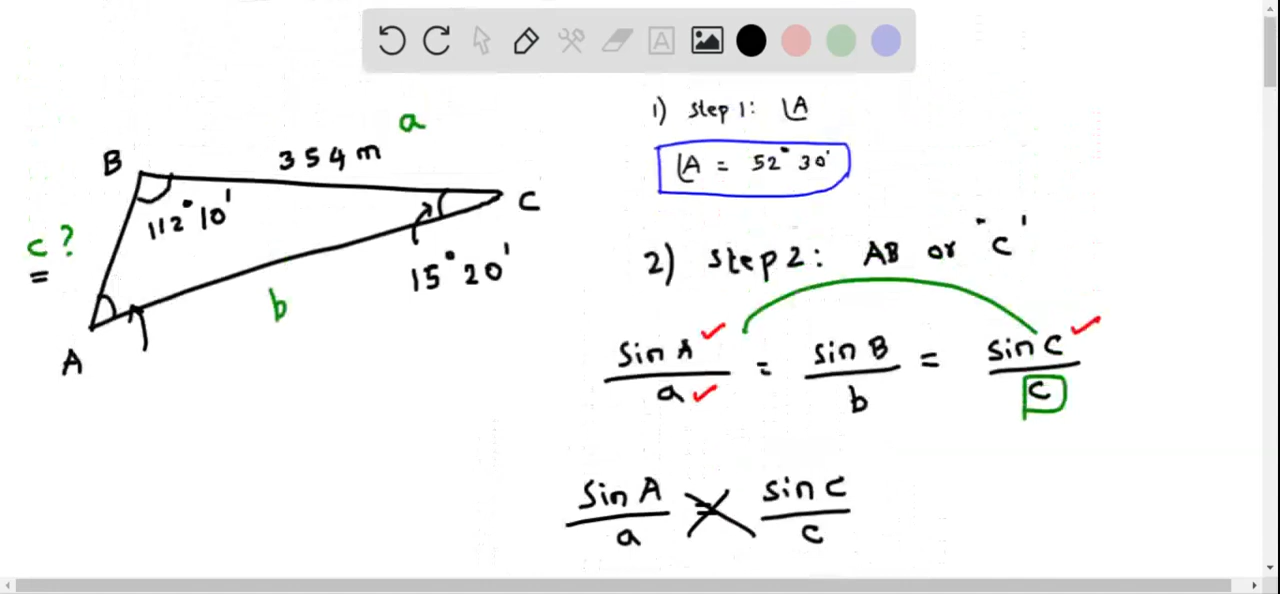 a
354 m
B
C
112° 10'
c ?
15° 20'
b
A
1) Step 1: ∠A
∠A = 52° 30'
2) Step 2: AB or 'c'
sin A / a = sin B / b = sin C / c
sin A / a = sin C / c
A